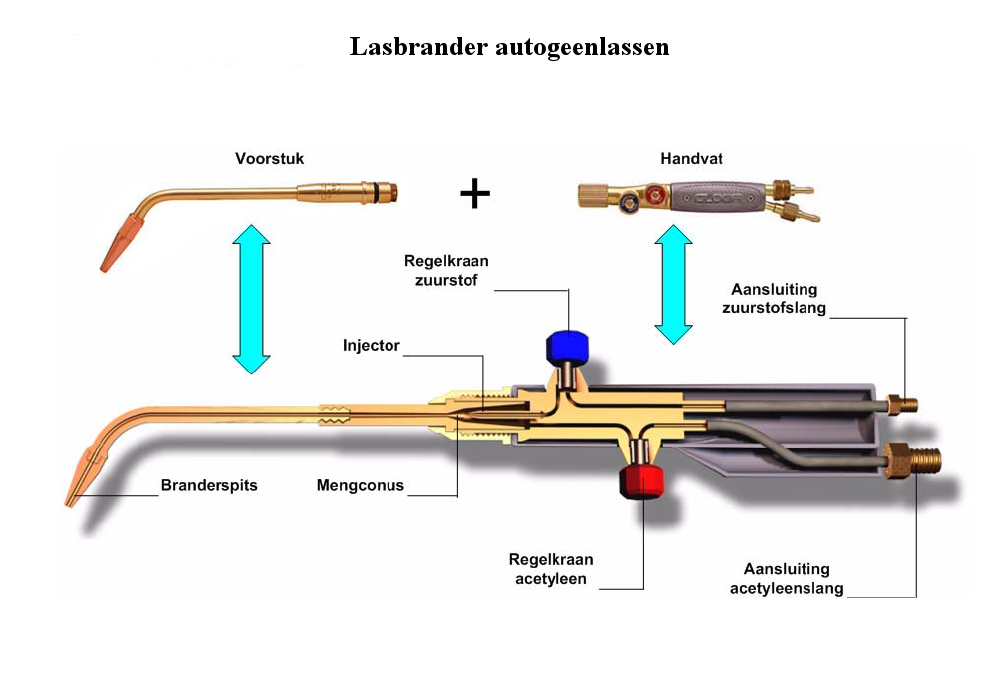 Lasbrander autogeenlassen
Voorstuk
Handvat
+
Regelkraan
zuurstof
Aansluiting
zuurstofslang
Injector
Branderspits
Mengconus
Regelkraan
acetyleen
Aansluiting
acetyleenslang